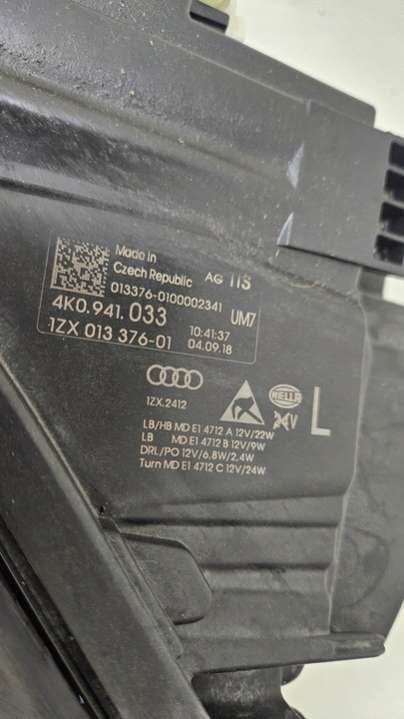 Made in
Czech Republic AG TIS
013376-0100002341
4K0.941.033 UM7
10:41:37
1ZX 013 376-01 04.09.18
1ZX.2412
HELLA
L
LB/HB MD E1 4712 A 12V/22W
LB MD E1 4712 B 12V/9W
DRL/PO 12V/6.8W/2.4W
Turn MD E1 4712 C 12V/24W